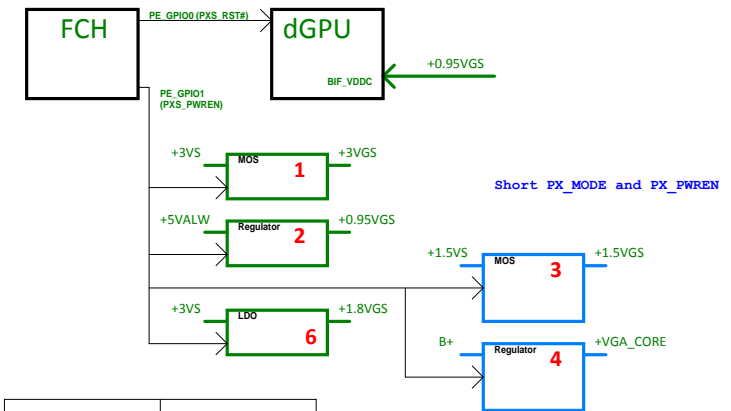 FCH
PE_GPIO0 (PXS_RST#)
dGPU
+0.95VGS
BIF_VDDC
PE_GPIO1
(PXS_PWREN)
+3VS
MOS
1
+3VGS
Short PX_MODE and PX_PWREN
+5VALW
Regulator
2
+0.95VGS
+1.5VS
MOS
3
+1.5VGS
+3VS
LDO
6
+1.8VGS
B+
Regulator
4
+VGA_CORE